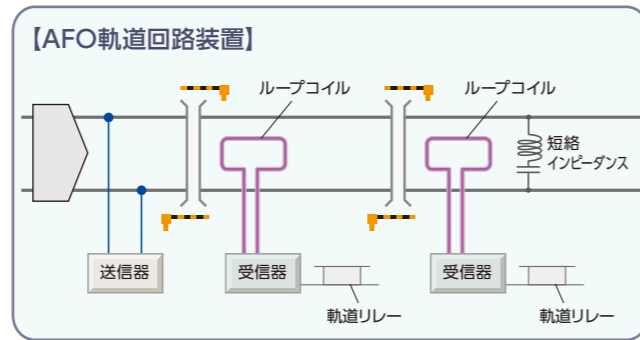 【AFO軌道回路装置】
ループコイル
ループコイル
短絡
インピーダンス
送信器
受信器
受信器
軌道リレー
軌道リレー